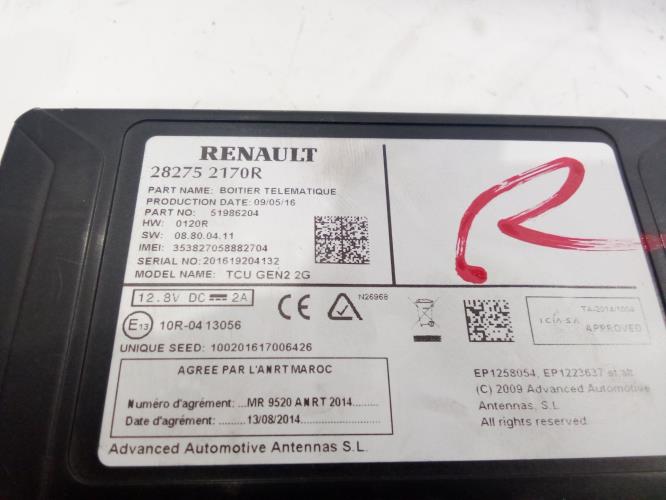 RENAULT
28275 2170R
PART NAME: BOITIER TELEMATIQUE
PRODUCTION DATE: 09/05/16
PART NO: 51986204
HW: 0120R
SW: 08.80.04.11
IMEI: 353827058882704
SERIAL NO: 201619204132
MODEL NAME: TCU GEN2 2G
R
12.8V DC 2A
CE
N26968
E13 10R-04 13056
UNIQUE SEED: 100201617006426
TA-2014/1004
I C A S A
APPROVED
AGREE PAR L'ANRT MAROC
Numéro d'agrément: ...MR 9520 ANRT 2014........
Date d'agrément: ..........13/08/2014...............
EP1258054, EP1223637 et.alt
(C) 2009 Advanced Automotive
Antennas, S.L
All rights reserved.
Advanced Automotive Antennas S.L.